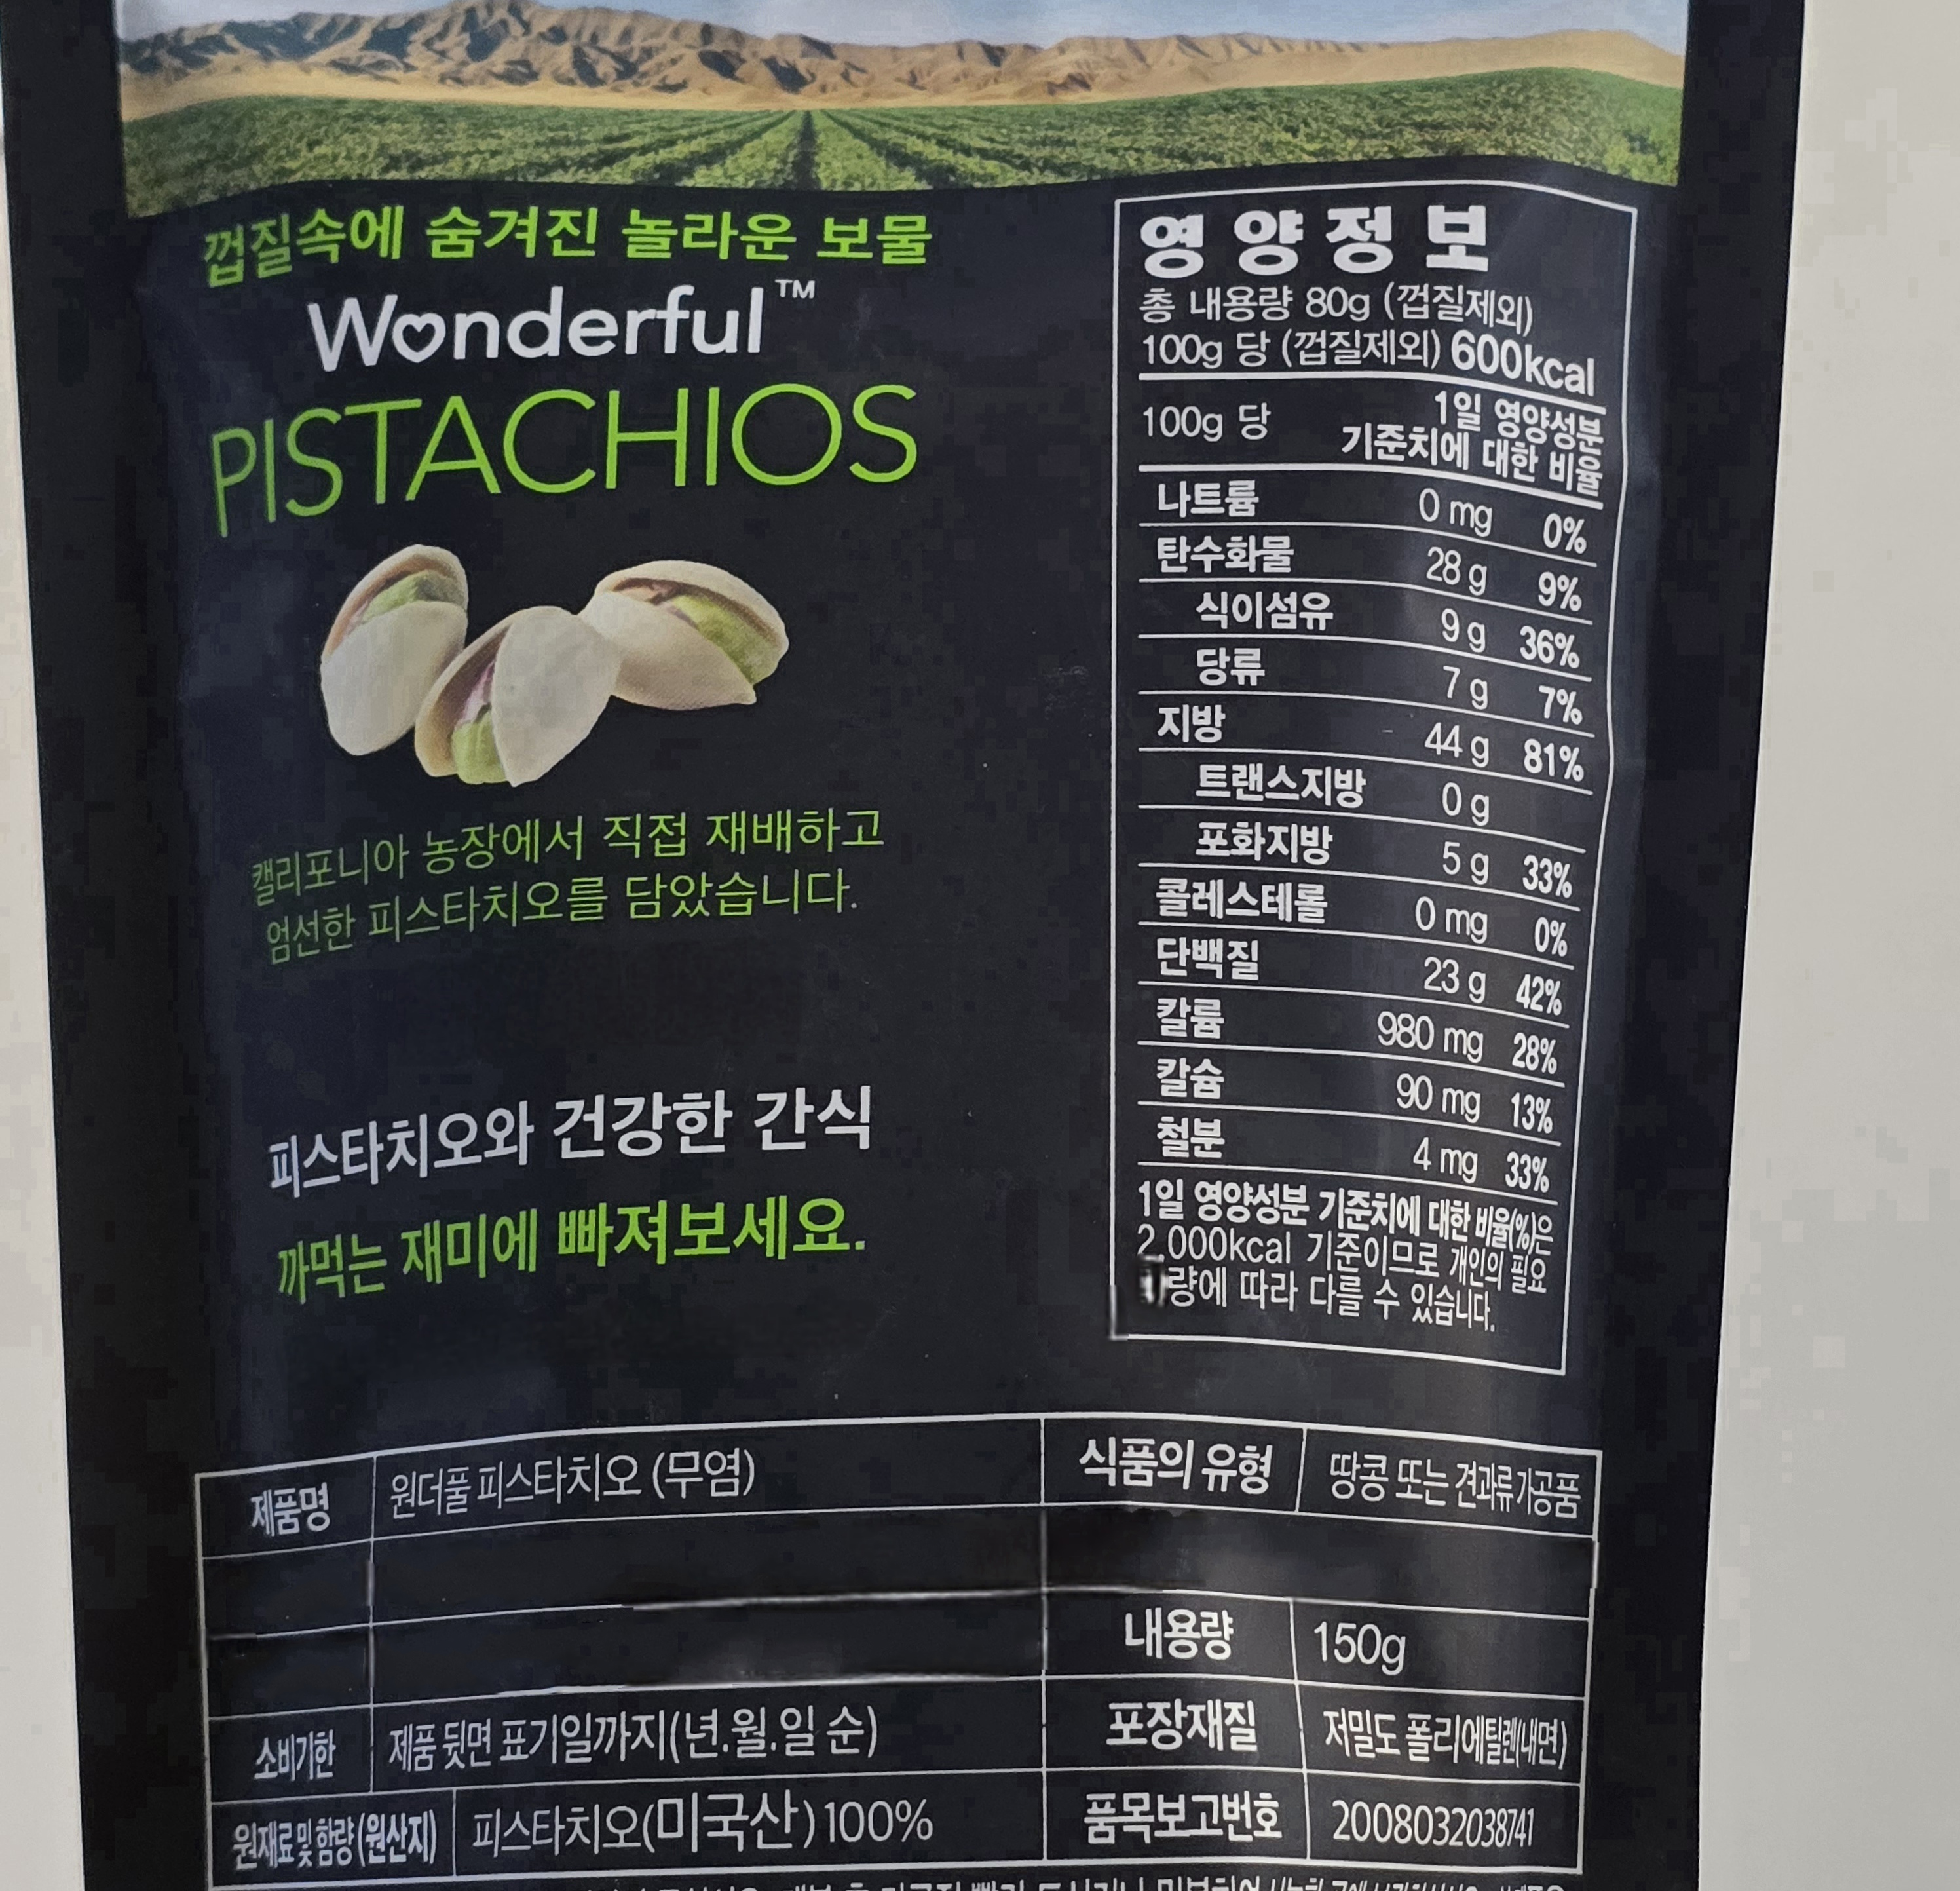 껍질속에 숨겨진 놀라운 보물
Wonderful™
PISTACHIOS
캘리포니아 농장에서 직접 재배하고
엄선한 피스타치오를 담았습니다.
피스타치오와 건강한 간식
까먹는 재미에 빠져보세요.
영양정보
총 내용량 80g (껍질제외)
100g 당 (껍질제외) 600kcal
100g 당 1일 영양성분
기준치에 대한 비율
나트륨 0 mg 0%
탄수화물 28 g 9%
식이섬유 9 g 36%
당류 7 g 7%
지방 44 g 81%
트랜스지방 0 g
포화지방 5 g 33%
콜레스테롤 0 mg 0%
단백질 23 g 42%
칼륨 980 mg 28%
칼슘 90 mg 13%
철분 4 mg 33%
1일 영양성분 기준치에 대한 비율(%)은
2,000kcal 기준이므로 개인의 필요
량에 따라 다를 수 있습니다.
제품명 원더풀 피스타치오 (무염) 식품의 유형 땅콩 또는 견과류가공품
내용량 150g
소비기한 제품 뒷면 표기일까지(년.월.일 순) 포장재질 저밀도 폴리에틸렌(내면)
원재료 및 함량 (원산지) 피스타치오(미국산) 100% 품목보고번호 2008032038741